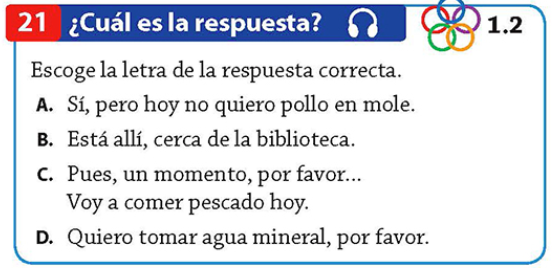 21 ¿Cuál es la respuesta? 1.2
Escoge la letra de la respuesta correcta.
A. Sí, pero hoy no quiero pollo en mole.
B. Está allí, cerca de la biblioteca.
C. Pues, un momento, por favor...
Voy a comer pescado hoy.
D. Quiero tomar agua mineral, por favor.